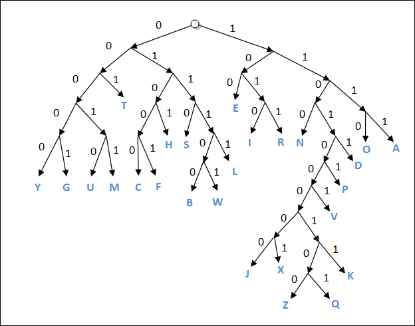 0 1
0 1 0 1
0 1 0 1 0 1 0 1
T E
0 1 0 1 0 1 0 1 0 1 0 1
H S I R N O A
0 1 0 1 0 1 0 1 0 1
L D
Y G U M C F 0 1 0 1
B W P
0 1
V
0 1
0 1 0 1
J X K
0 1
Z Q